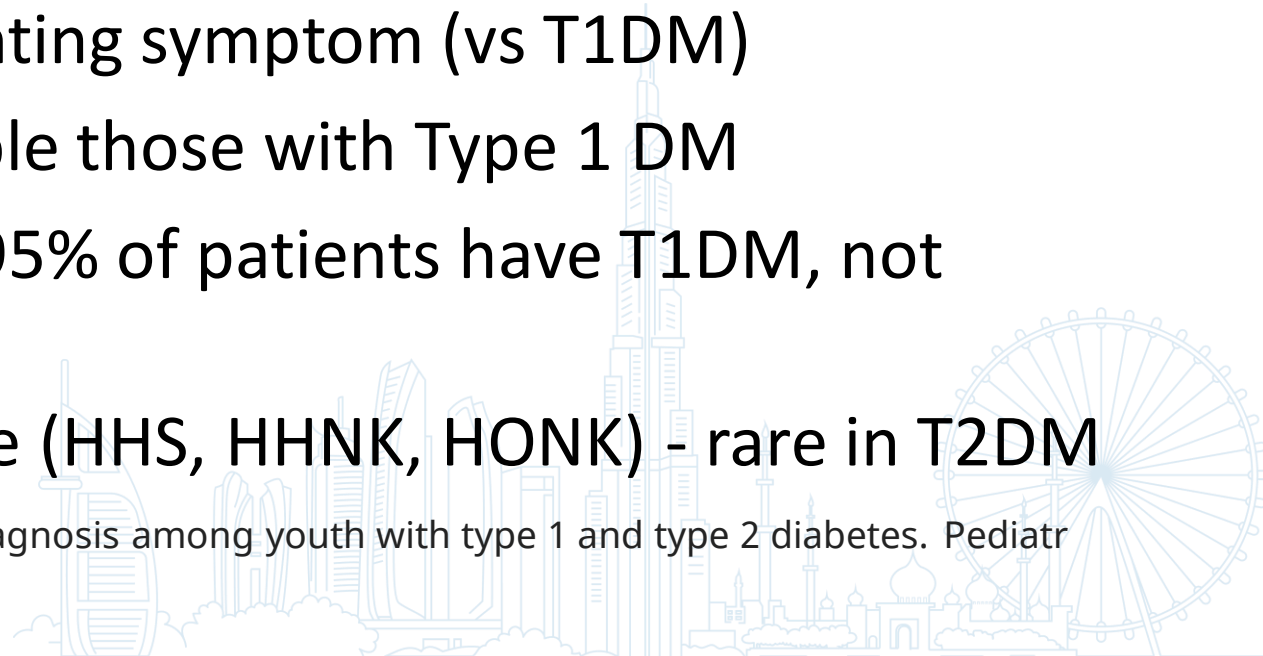 ting symptom (vs T1DM)
le those with Type 1 DM
95% of patients have T1DM, not
e (HHS, HHNK, HONK) - rare in T2DM
agnosis among youth with type 1 and type 2 diabetes. Pediatr